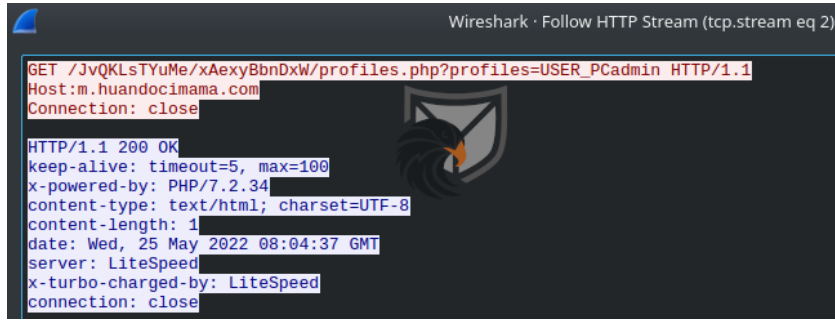 Wireshark · Follow HTTP Stream (tcp.stream eq 2)
GET /JvQKLsTYuMe/xAexyBbnDxW/profiles.php?profiles=USER_PCadmin HTTP/1.1
Host:m.huandocimama.com
Connection: close
HTTP/1.1 200 OK
keep-alive: timeout=5, max=100
x-powered-by: PHP/7.2.34
content-type: text/html; charset=UTF-8
content-length: 1
date: Wed, 25 May 2022 08:04:37 GMT
server: LiteSpeed
x-turbo-charged-by: LiteSpeed
connection: close